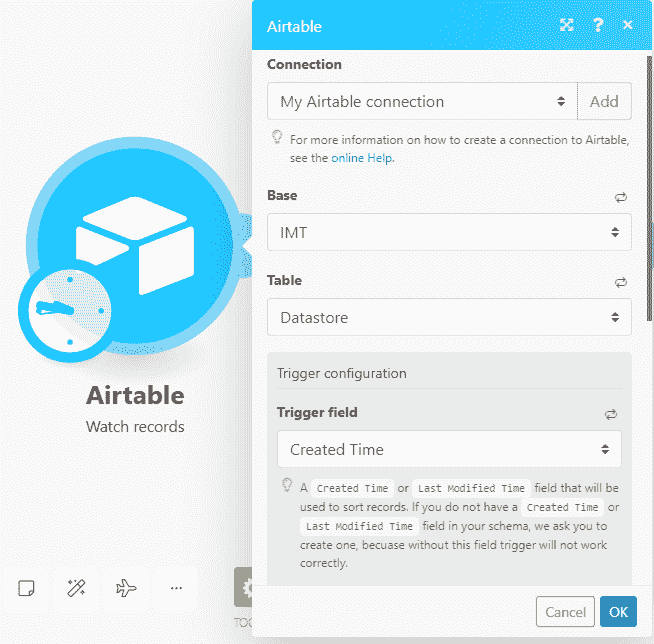 Airtable
Connection
My Airtable connection
Add
For more information on how to create a connection to Airtable,
see the online Help.
Base
IMT
Table
Datastore
Trigger configuration
Trigger field
Created Time
A Created Time or Last Modified Time field that will be
used to sort records. If you do not have a Created Time or
Last Modified Time field in your schema, we ask you to
create one, becuase without this field trigger will not work
correctly.
Cancel
OK
Airtable
Watch records